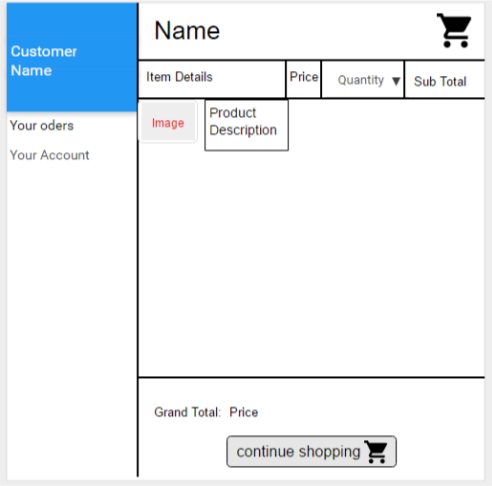 Customer
Name
Your oders
Your Account
Name
Item Details Price Quantity Sub Total
Image
Product
Description
Grand Total: Price
continue shopping